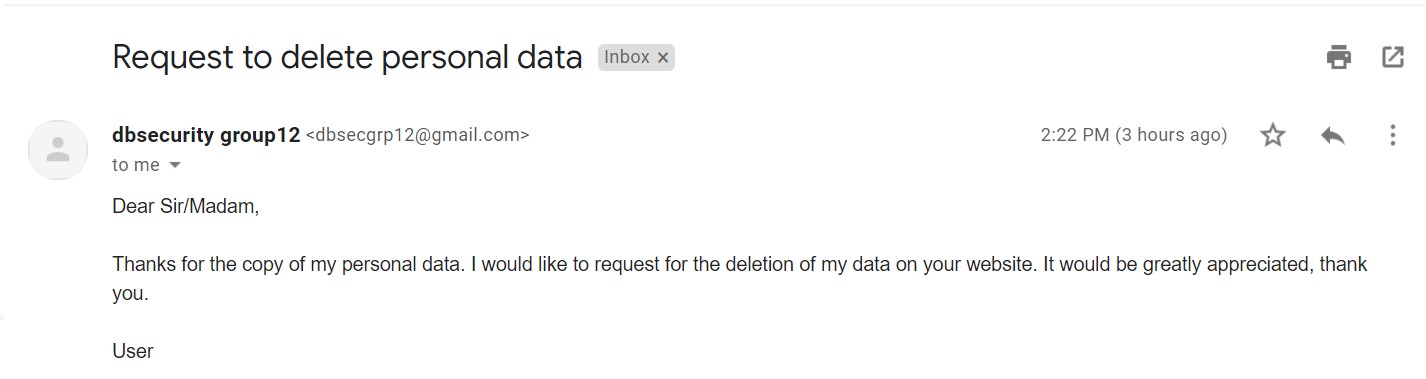 Request to delete personal data Inbox x
dbsecurity group12 <dbsecgrp12@gmail.com> 2:22 PM (3 hours ago)
to me
Dear Sir/Madam,
Thanks for the copy of my personal data. I would like to request for the deletion of my data on your website. It would be greatly appreciated, thank
you.
User